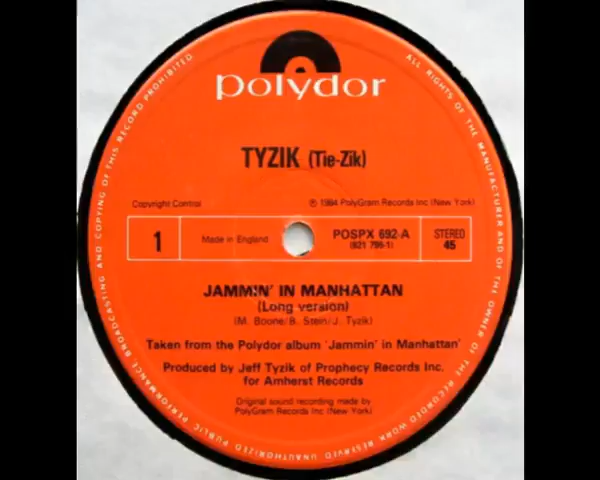 polydor
TYZIK (Tie-Zik)
Copyright Control
℗ 1984 PolyGram Records Inc (New York)
1
Made in England
POSPX 692-A
(821 796-1)
STEREO
45
JAMMIN' IN MANHATTAN
(Long version)
(M. Boone/B. Stein/J. Tyzik)
Taken from the Polydor album 'Jammin' in Manhattan'
Produced by Jeff Tyzik of Prophecy Records Inc.
for Amherst Records
Original sound recording made by
PolyGram Records Inc (New York)
ALL RIGHTS OF THE MANUFACTURER AND OF THE OWNER OF THE RECORDED WORK RESERVED UNAUTHORIZED PUBLIC PERFORMANCE BROADCASTING AND COPYING OF THIS RECORD PROHIBITED